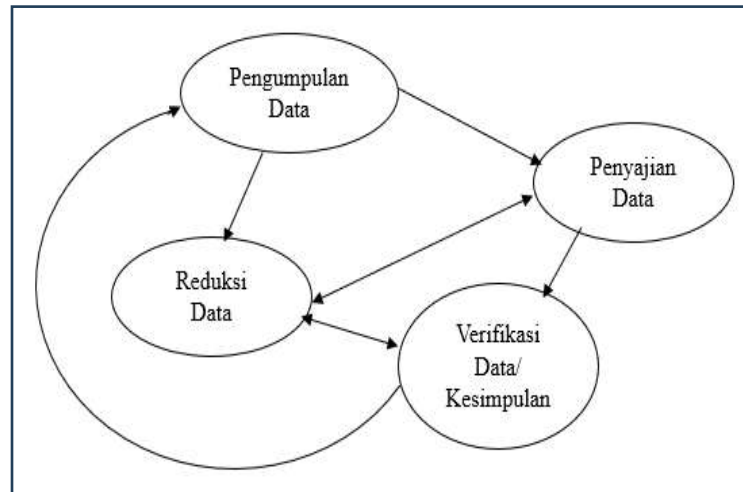 Pengumpulan
Data
Penyajian
Data
Reduksi
Data
Verifikasi
Data/
Kesimpulan